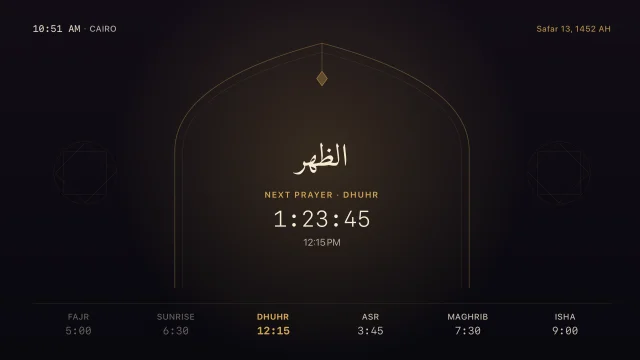 10:51 AM · CAIRO
Safar 13, 1452 AH
الظهر
NEXT PRAYER · DHUHR
1:23:45
12:15 PM
FAJR SUNRISE DHUHR ASR MAGHRIB ISHA
5:00 6:30 12:15 3:45 7:30 9:00